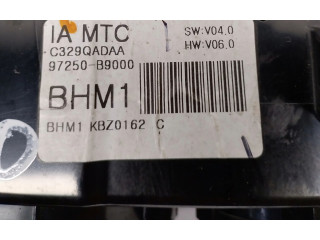 IA MTC
C329QADAA
97250-B9000
SW:V04.0
HW:V06.0
BHM1
BHM1 KBZ0162 C